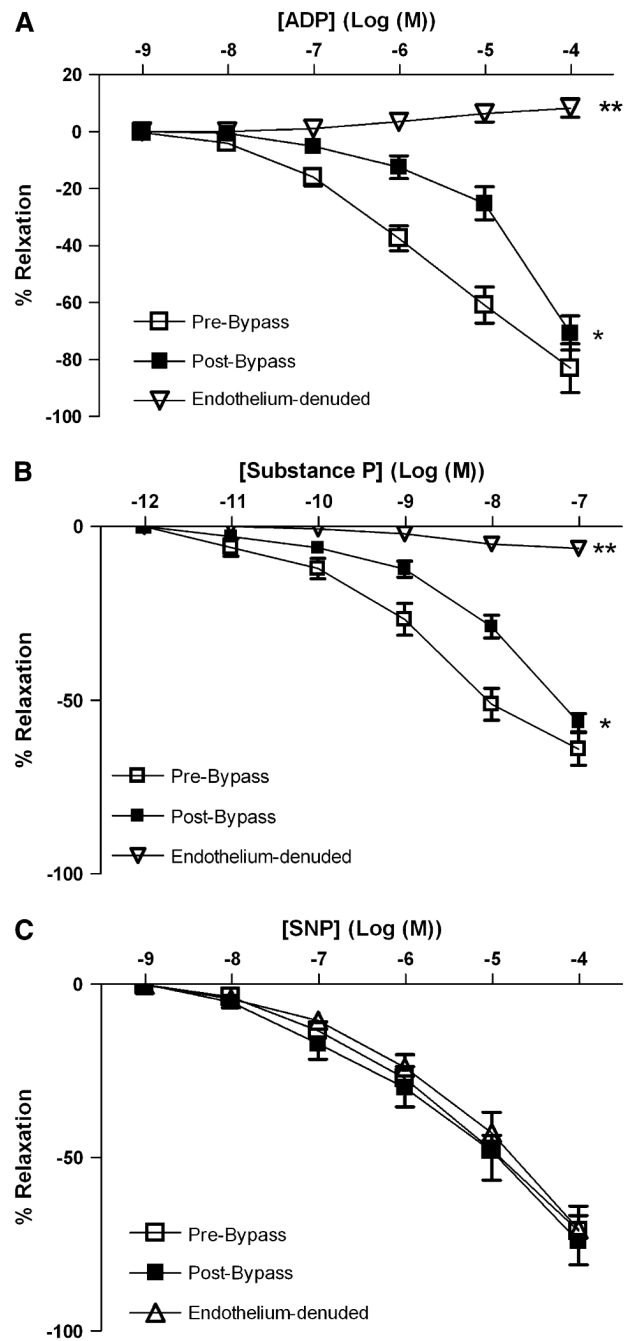 A
[ADP] (Log (M))
-9 -8 -7 -6 -5 -4
20
0
-20
-40
-60
-80
-100
% Relxation
**
*
Pre-Bypass
Post-Bypass
Endothelium-denuded
B
[Substance P] (Log (M))
-12 -11 -10 -9 -8 -7
0
-50
-100
% Relaxation
**
*
Pre-Bypass
Post-Bypass
Endothelium-denuded
C
[SNP] (Log (M))
-9 -8 -7 -6 -5 -4
0
-50
-100
% Relaxation
Pre-Bypass
Post-Bypass
Endothelium-denuded